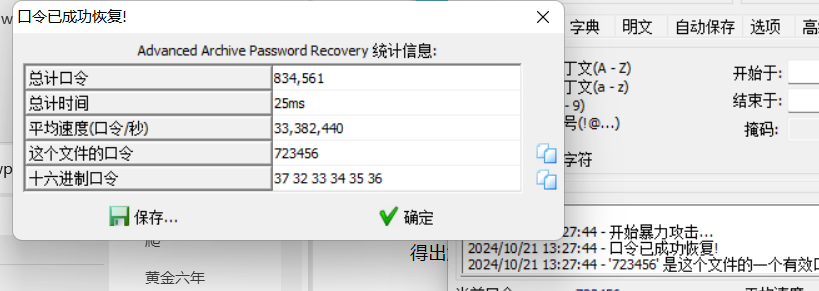 口令已成功恢复!
Advanced Archive Password Recovery 统计信息:
总计口令 834,561
总计时间 25ms
平均速度(口令/秒) 33,382,440
这个文件的口令 723456
十六进制口令 37 32 33 34 35 36
保存... 确定
字典 明文 自动保存 选项
丁文(A - Z)
丁文(a - z)
- 9)
号(!@...)
字符
开始于:
结束于:
掩码:
黄金六年
得出
27:44 - 开始暴力攻击...
2024/10/21 13:27:44 - 口令已成功恢复!
2024/10/21 13:27:44 - '723456' 是这个文件的一个有效口